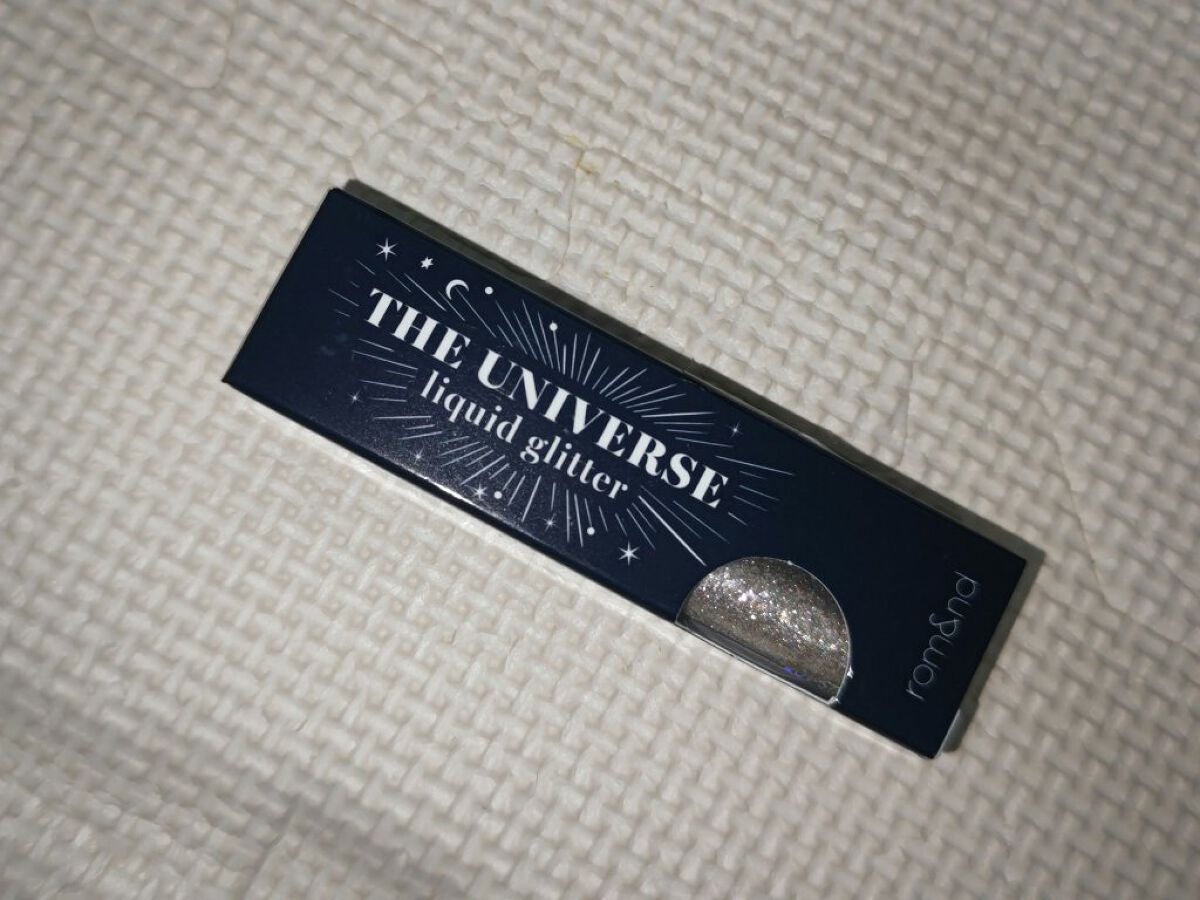 THE UNIVERSE
liquid glitter
rom&nd